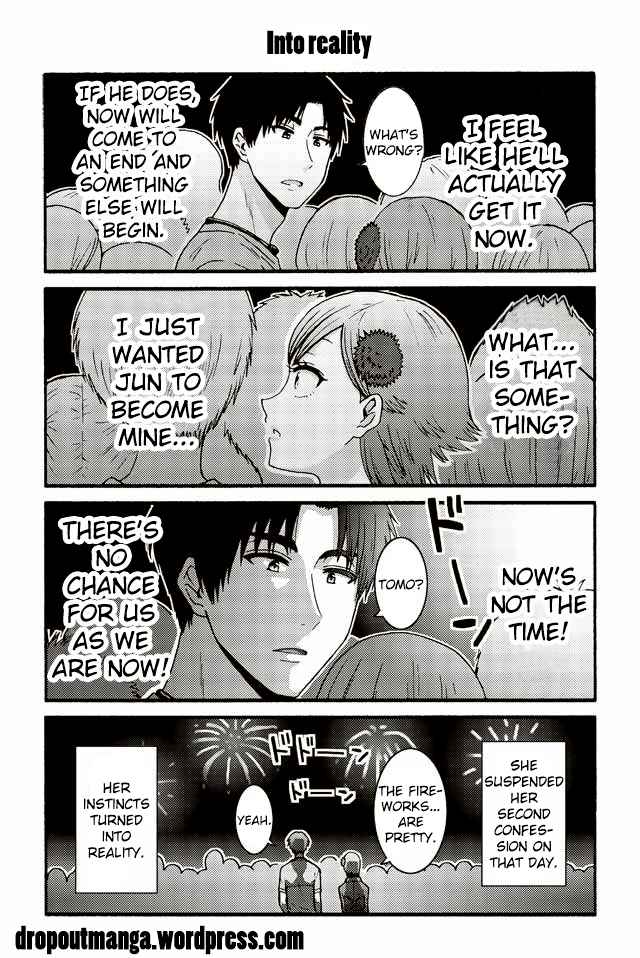 Into reality
I FEEL
LIKE HE'LL
ACTUALLY
GET IT
NOW.
WHAT'S
WRONG?
IF HE DOES,
NOW WILL
COME TO
AN END AND
SOMETHING
ELSE WILL
BEGIN.
WHAT...
IS THAT
SOME-
THING?
I JUST
WANTED
JUN TO
BECOME
MINE...
NOW'S
NOT THE
TIME!
ドーン
TOMO?
THERE'S
NO
CHANCE
FOR US
AS WE
ARE NOW!
SHE
SUSPENDED
HER
SECOND
CONFES-
SION ON
THAT DAY.
ドドーン
ドーン
THE FIRE-
WORKS...
ARE
PRETTY.
YEAH.
HER
INSTINCTS
TURNED
INTO
REALITY.
dropoutmanga.wordpress.com